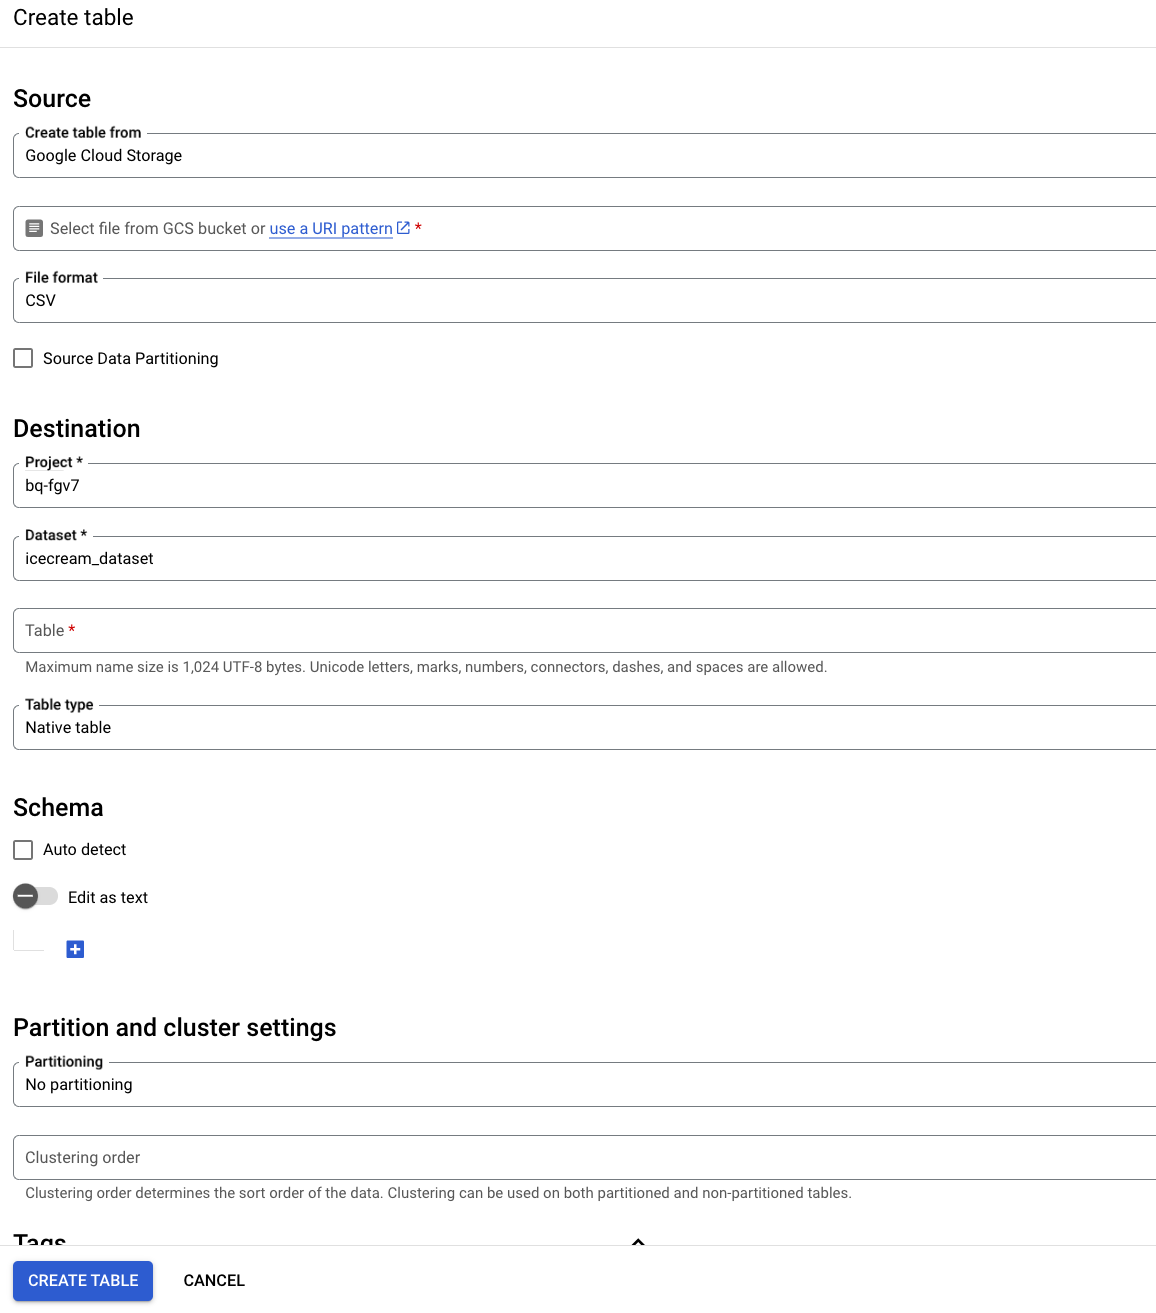 Create table
Source
Create table from
Google Cloud Storage
Select file from GCS bucket or use a URI pattern *
File format
CSV
Source Data Partitioning
Destination
Project *
bq-fgv7
Dataset *
icecream_dataset
Table *
Maximum name size is 1,024 UTF-8 bytes. Unicode letters, marks, numbers, connectors, dashes, and spaces are allowed.
Table type
Native table
Schema
Auto detect
Edit as text
Partition and cluster settings
Partitioning
No partitioning
Clustering order
Clustering order determines the sort order of the data. Clustering can be used on both partitioned and non-partitioned tables.
Tags
CREATE TABLE CANCEL